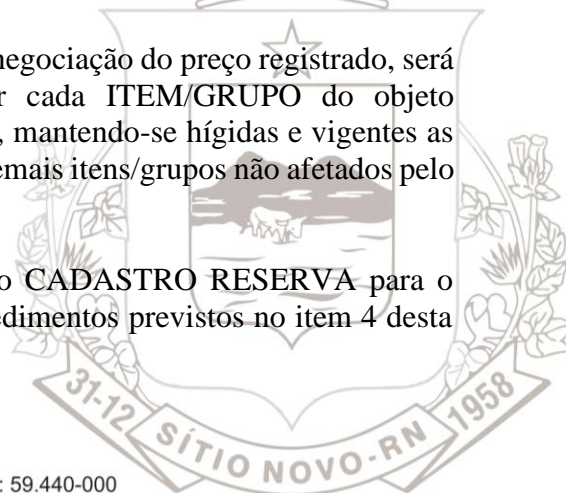 negociação do preço registrado, será
r cada ITEM/GRUPO do objeto
, mantendo-se hígidas e vigentes as
emais itens/grupos não afetados pelo
o CADASTRO RESERVA para o
edimentos previstos no item 4 desta
31-12 SÍTIO NOVO-RN 1958
: 59.440-000